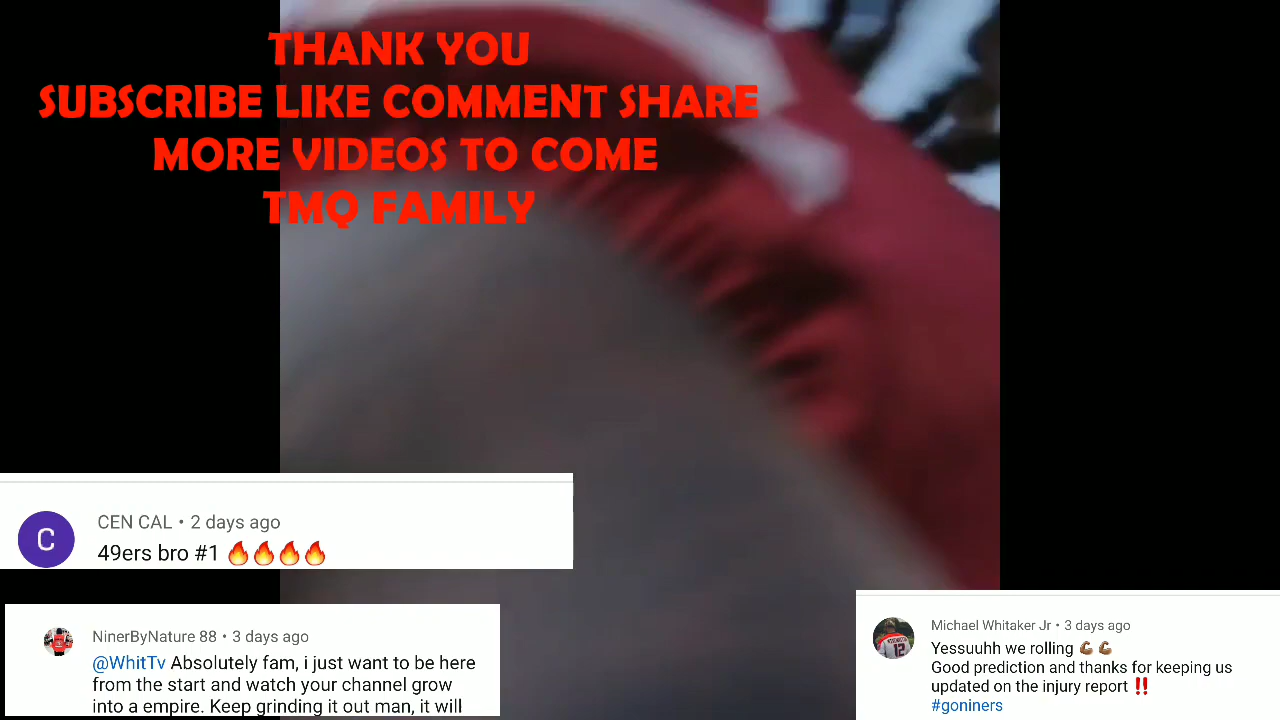 THANK YOU
SUBSCRIBE LIKE COMMENT SHARE
MORE VIDEOS TO COME
TMQ FAMILY
C
CEN CAL • 2 days ago
49ers bro #1 🔥🔥🔥🔥
NinerByNature 88 • 3 days ago
@WhitTv Absolutely fam, i just want to be here
from the start and watch your channel grow
into a empire. Keep grinding it out man, it will
Michael Whitaker Jr • 3 days ago
Yessuuhh we rolling 💪🏾💪🏾
Good prediction and thanks for keeping us
updated on the injury report ‼️
#goniners
12